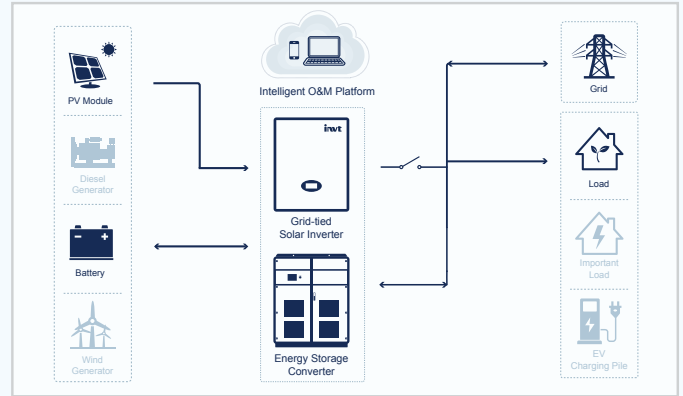 PV Module
Diesel
Generator
Battery
Wind
Generator
Intelligent O&M Platform
invt
Grid-tied
Solar Inverter
Energy Storage
Converter
Grid
Load
Important
Load
EV
Charging Pile